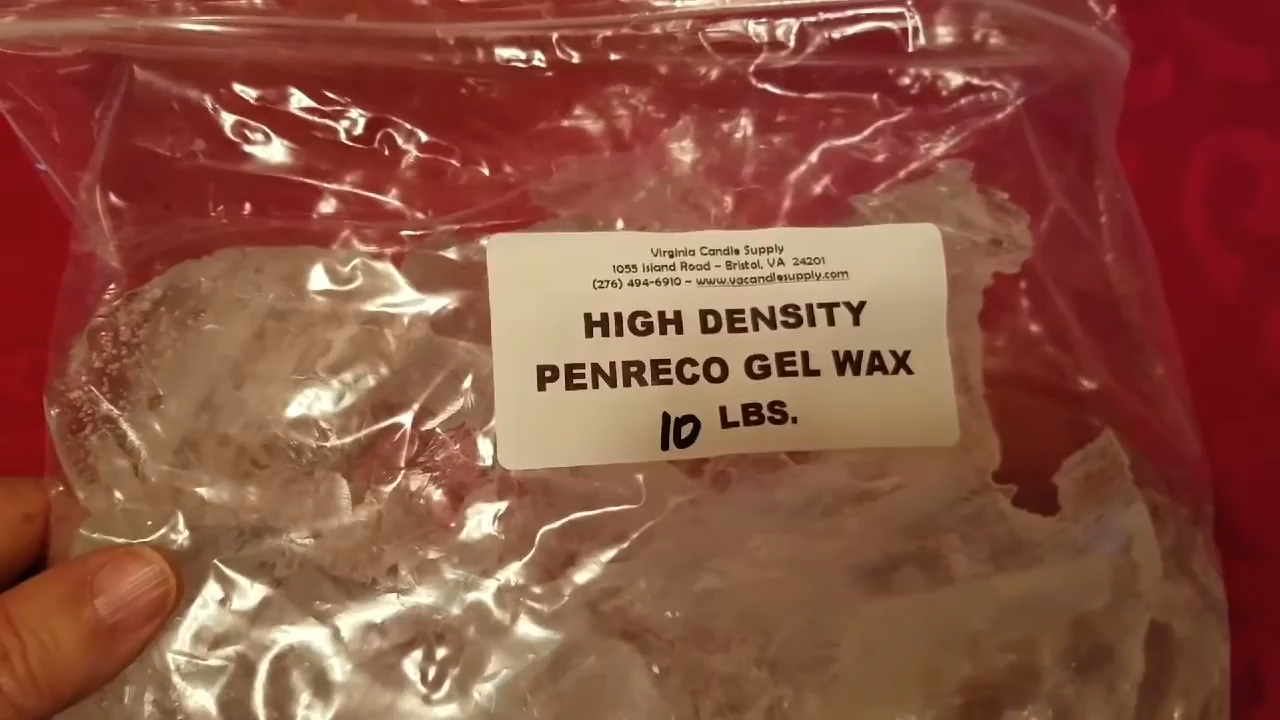 Virginia Candle Supply
1055 Island Road ~ Bristol, VA 24201
(276) 494-6910 ~ www.vacandlesupply.com
HIGH DENSITY
PENRECO GEL WAX
10 LBS.